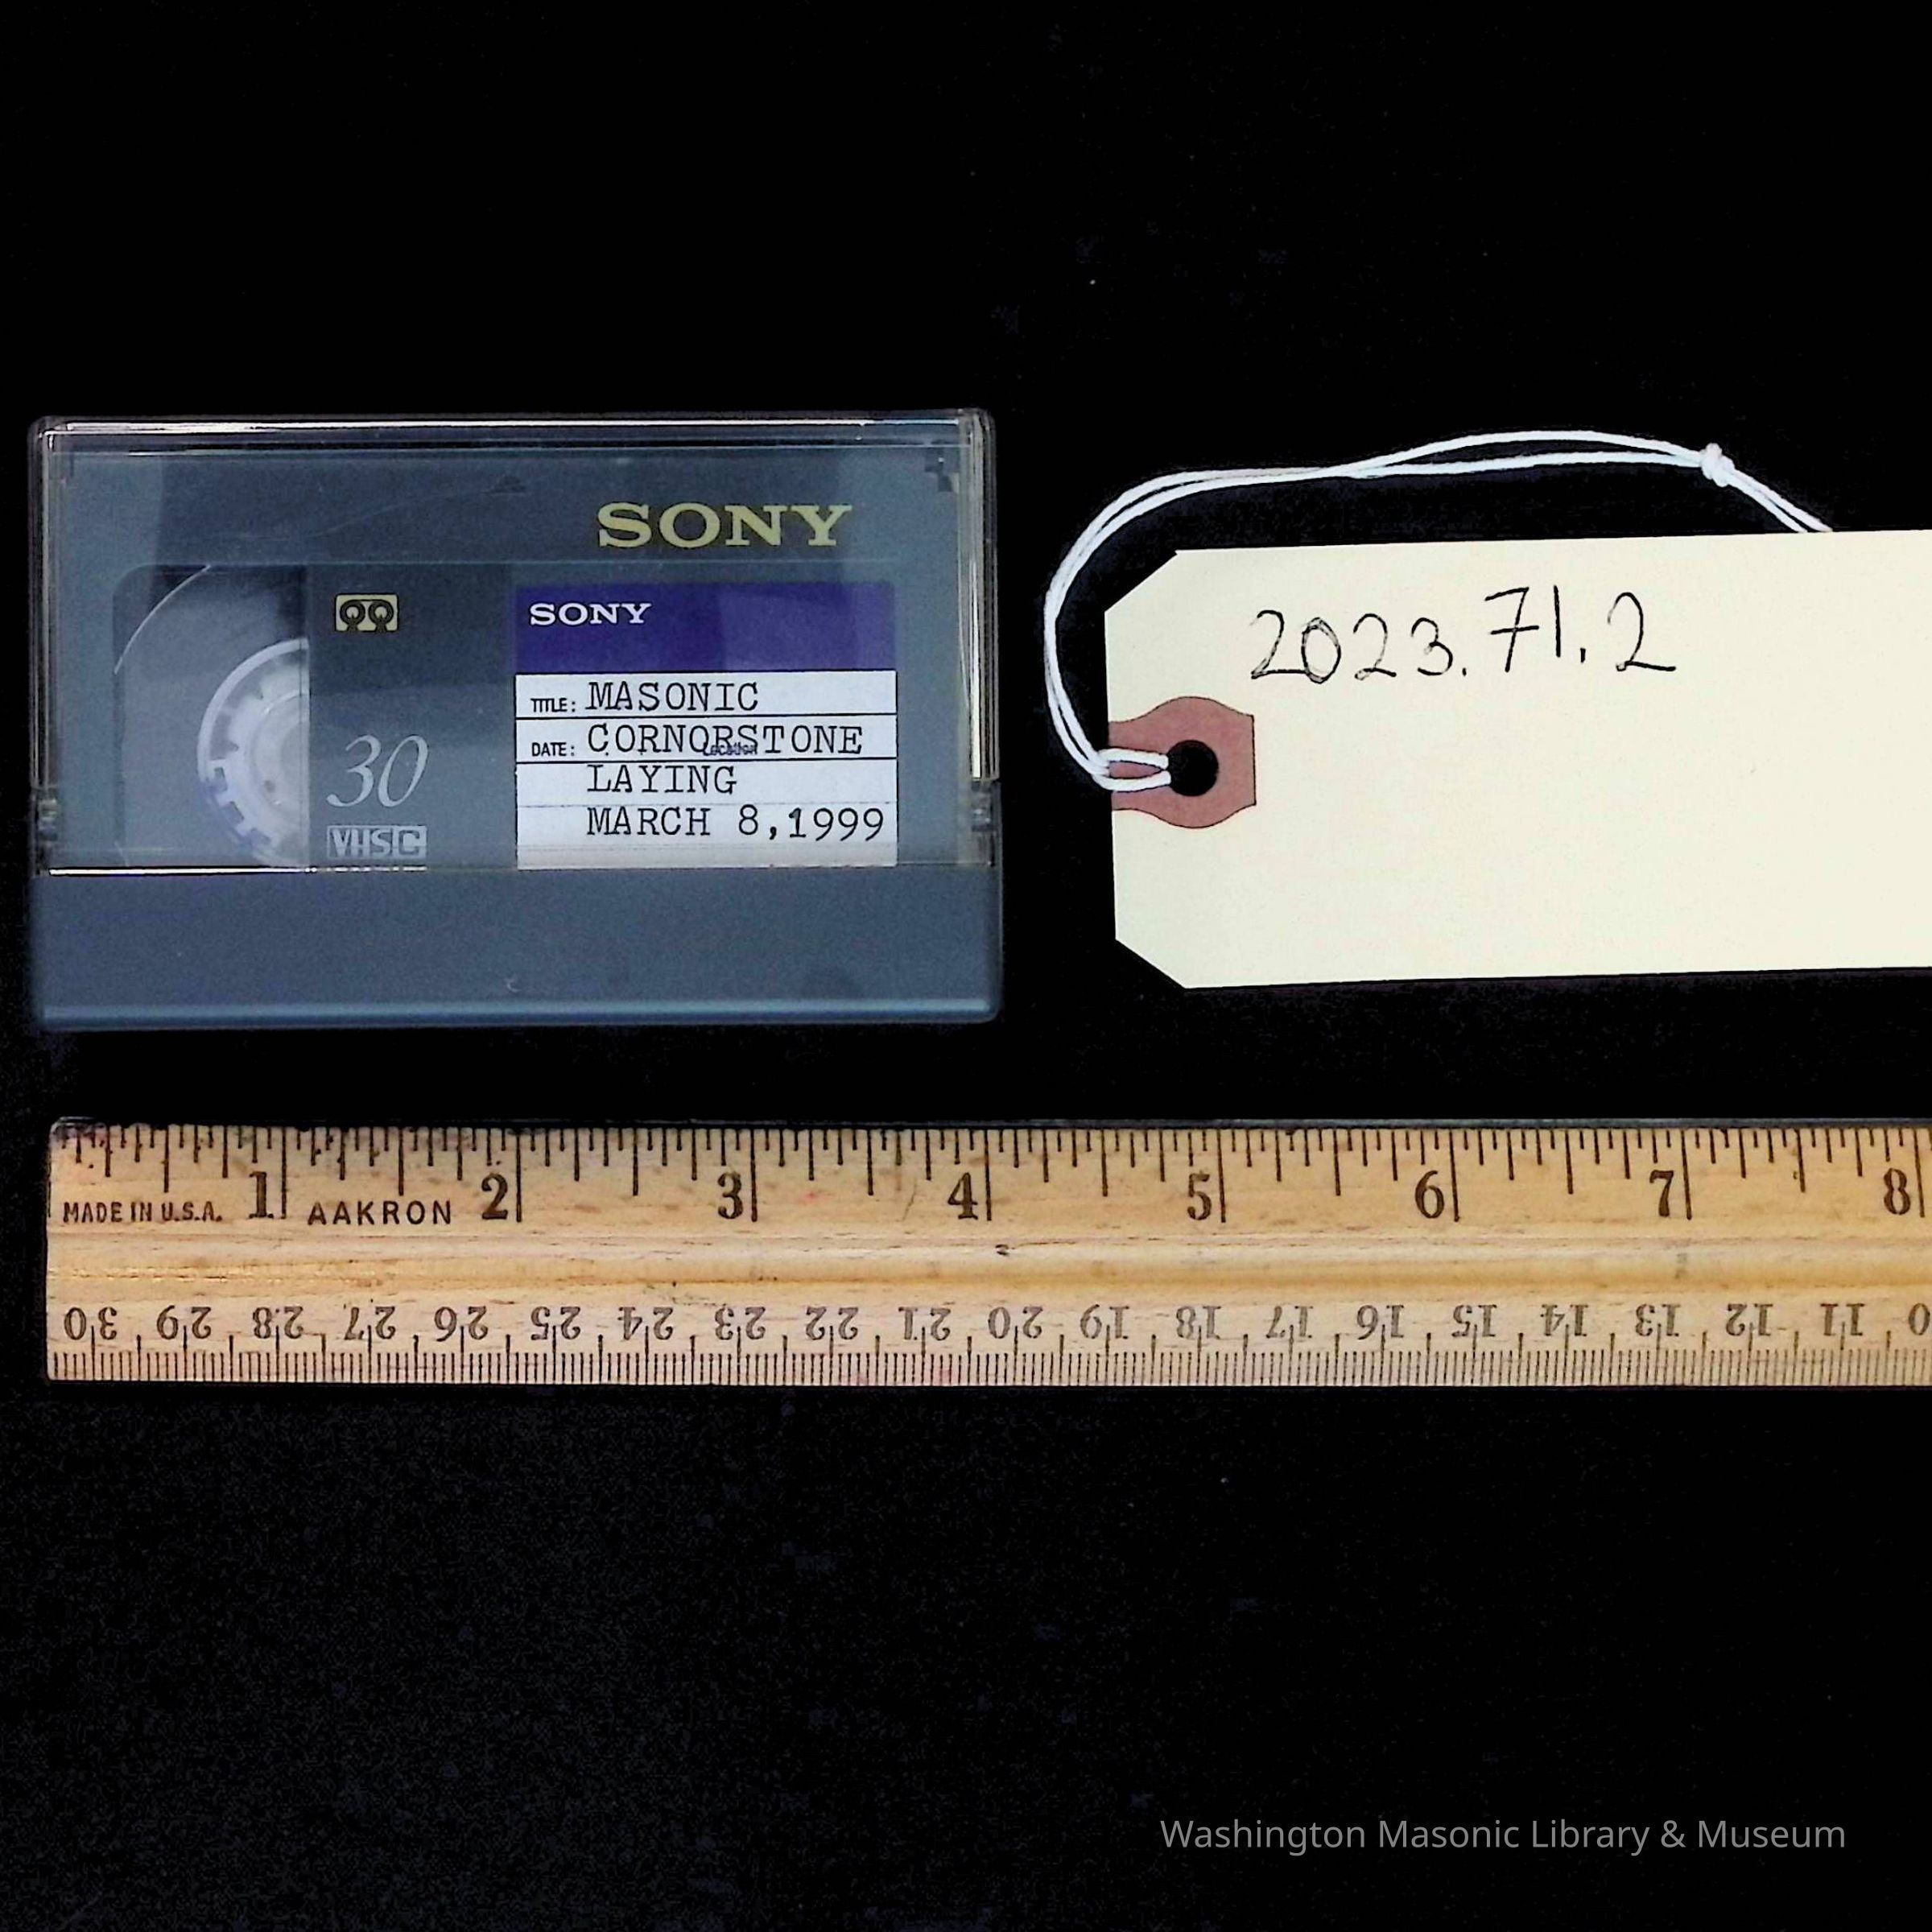 SONY
SONY
TITLE: MASONIC
DATE: CORNORSTONE
LAYING
MARCH 8,1999
30
VHSC
2023.71.2
1 2 3 4 5 6 7 8
MADE IN U.S.A. AAKRON
30 29 28 27 26 25 24 23 22 21 20 19 18 17 16 15 14 13 12 11
Washington Masonic Library & Museum